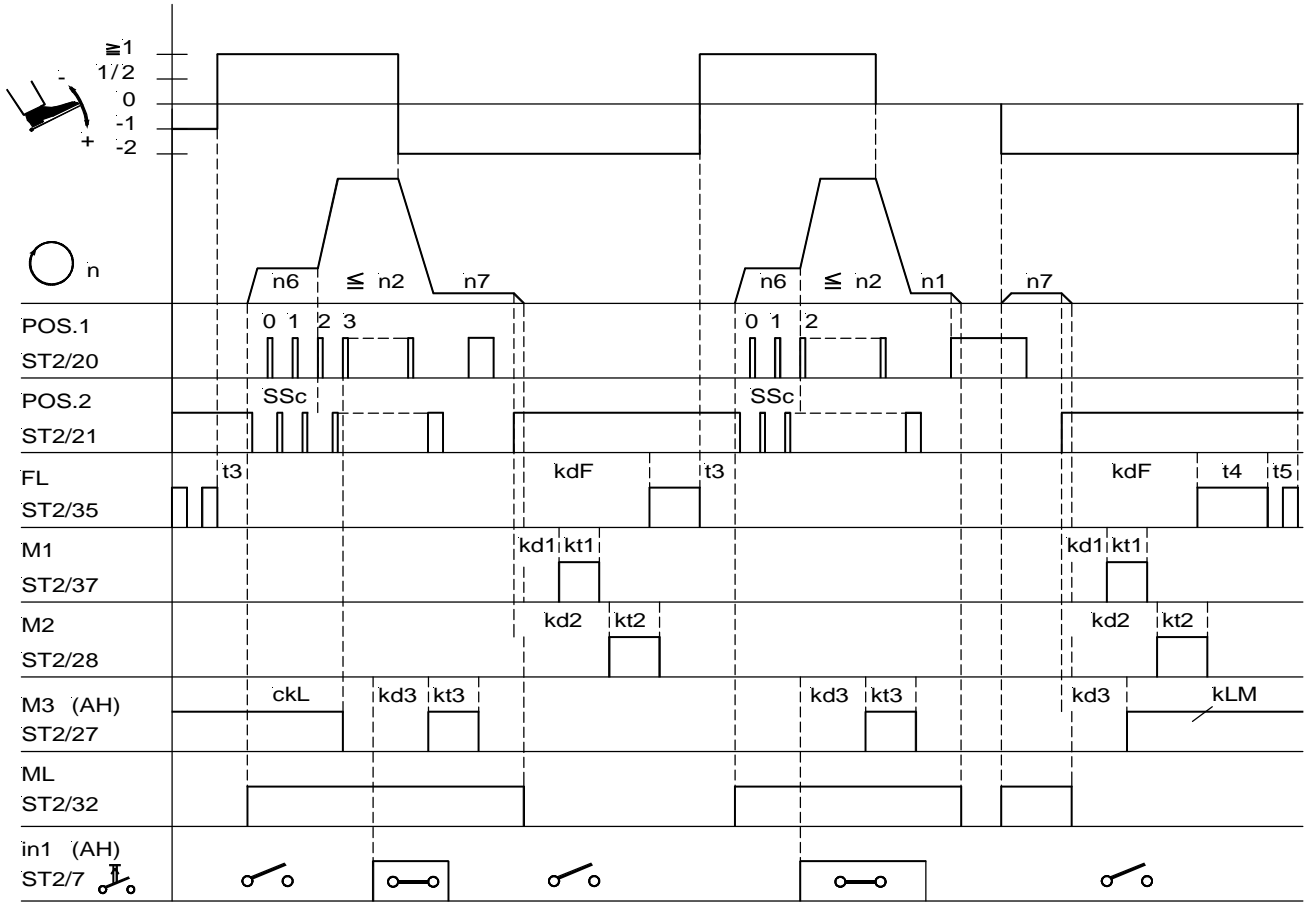 ≧1
1/2
0
-1
-2
-
+
n
n6 ≦ n2 n7 n6 ≦ n2 n1 n7
POS.1 0 1 2 3 0 1 2
ST2/20
POS.2 SSc SSc
ST2/21
FL t3 kdF t3 kdF t4 t5
ST2/35
M1 kd1 kt1 kd1 kt1
ST2/37
M2 kd2 kt2 kd2 kt2
ST2/28
M3 (AH) ckL kd3 kt3 kd3 kt3 kd3 kLM
ST2/27
ML
ST2/32
in1 (AH)
ST2/7